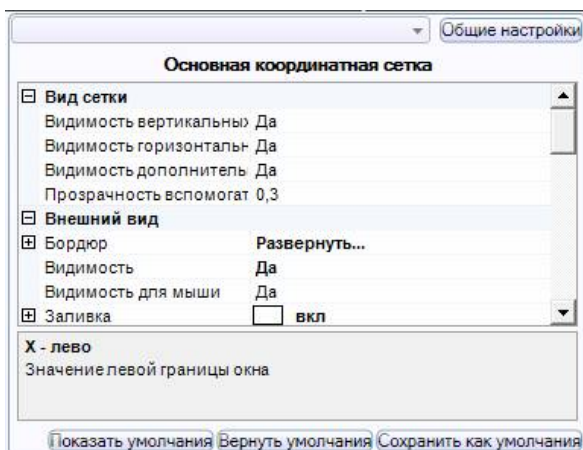 Общие настройки
Основная координатная сетка
Вид сетки
Видимость вертикальных Да
Видимость горизонтальн Да
Видимость дополнитель Да
Прозрачность вспомогат 0,3
Внешний вид
Бордюр Развернуть...
Видимость Да
Видимость для мыши Да
Заливка вкл
X - лево
Значение левой границы окна
Показать умолчания Вернуть умолчания Сохранить как умолчания